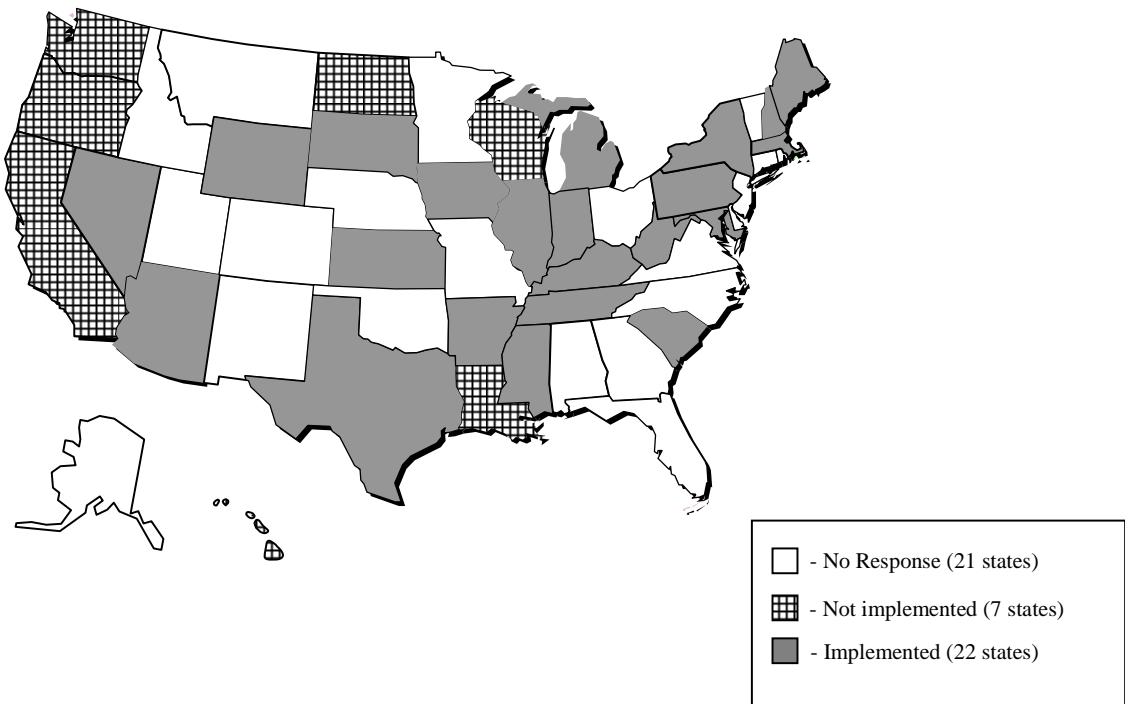 - No Response (21 states)
- Not implemented (7 states)
- Implemented (22 states)